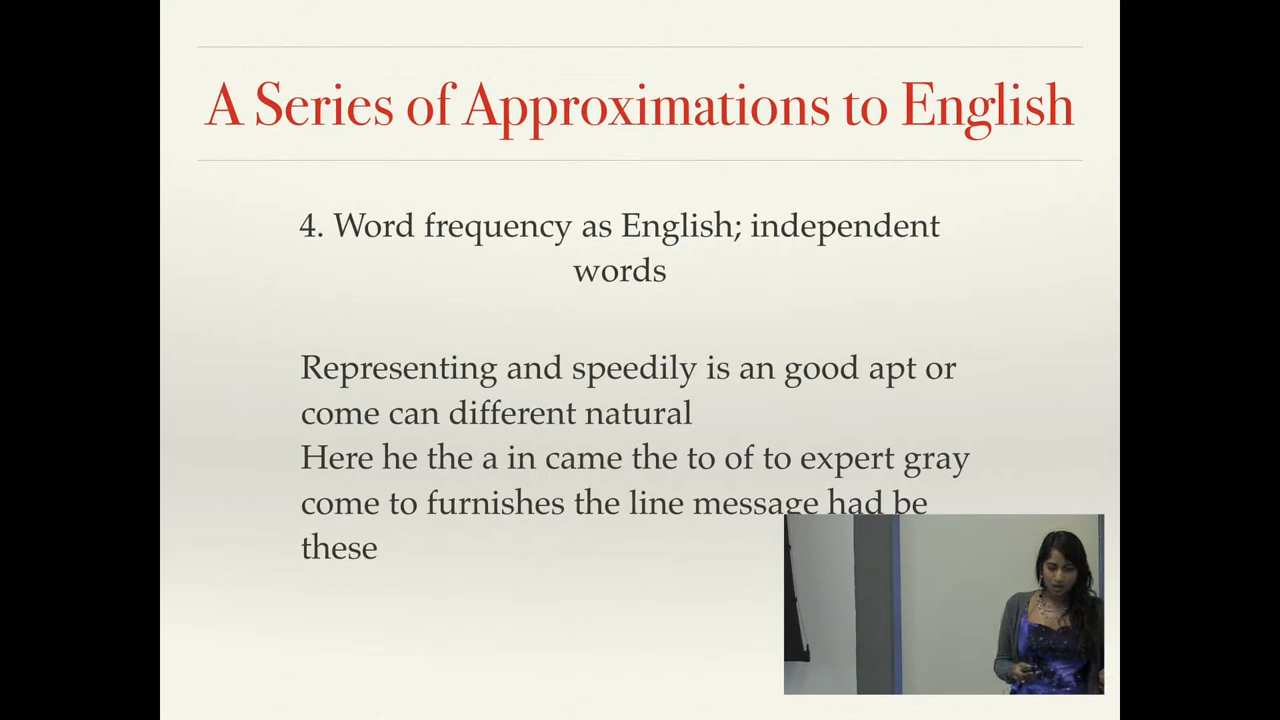 A Series of Approximations to English
4. Word frequency as English; independent
words
Representing and speedily is an good apt or
come can different natural
Here he the a in came the to of to expert gray
come to furnishes the line message had be
these